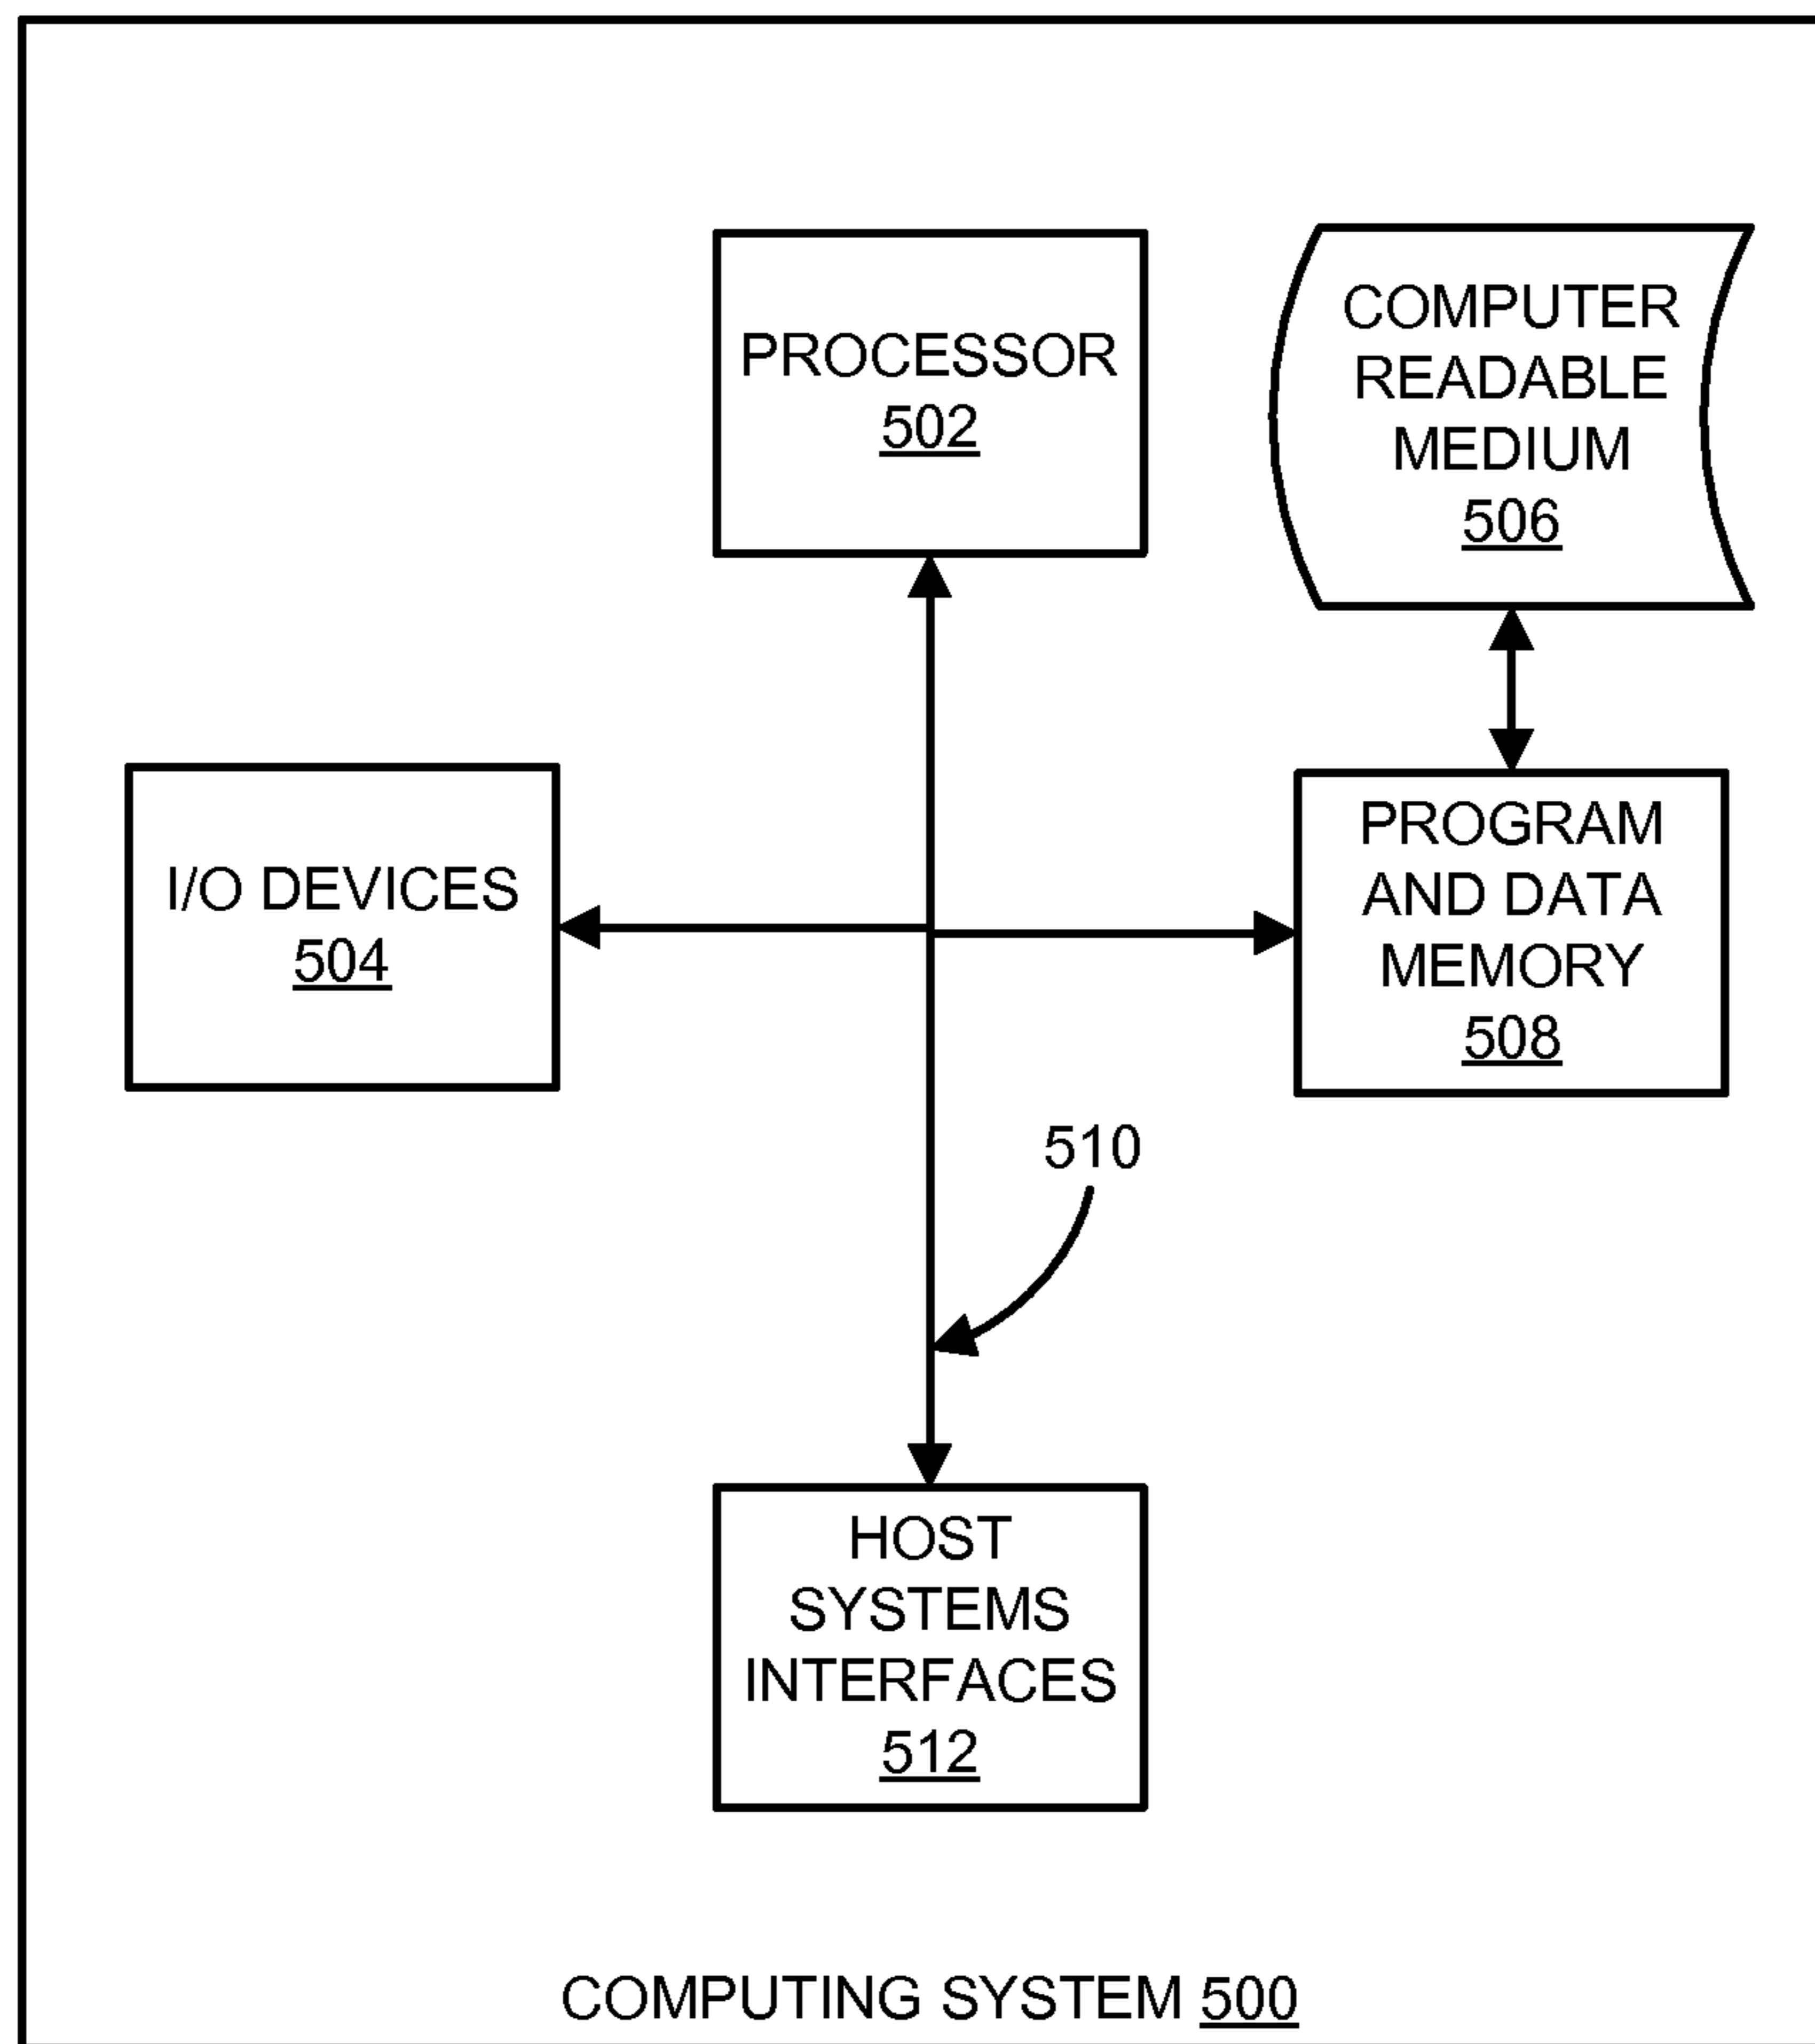 PROCESSOR
502
COMPUTER
READABLE
MEDIUM
506
I/O DEVICES
504
PROGRAM
AND DATA
MEMORY
508
510
HOST
SYSTEMS
INTERFACES
512
COMPUTING SYSTEM 500